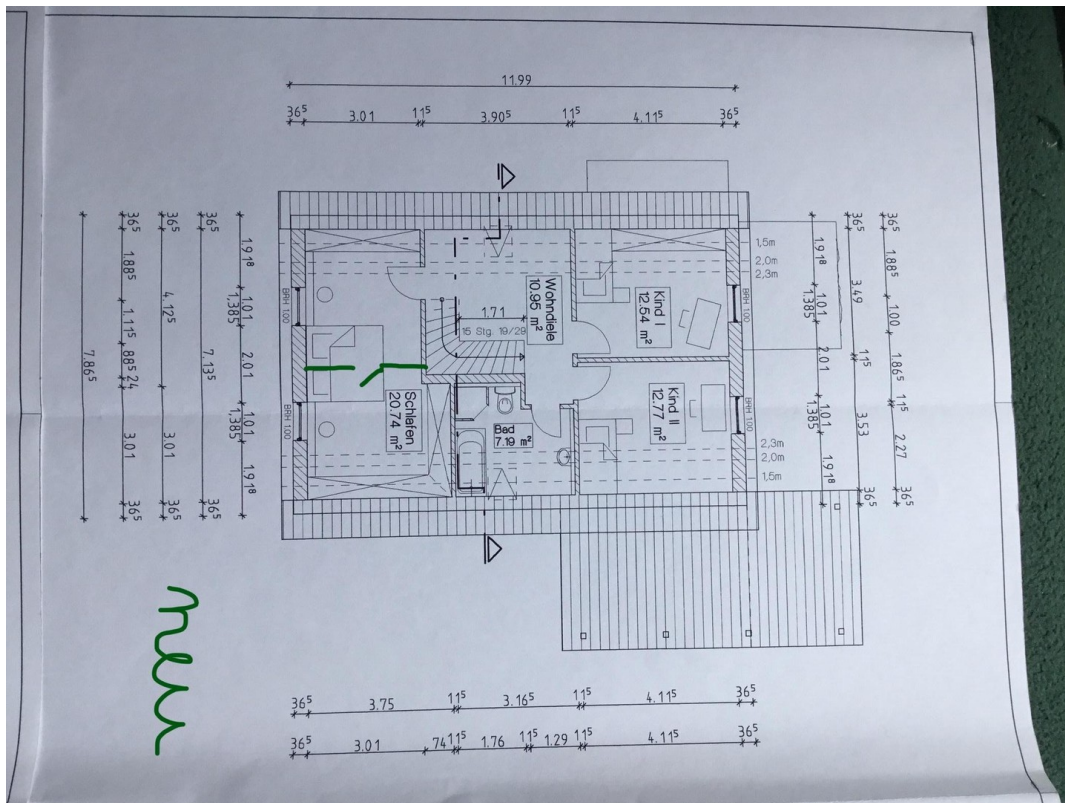 11.99
36⁵ 3.01 11⁵ 3.90⁵ 11⁵ 4.11⁵ 36⁵
7.86⁵
36⁵ 1.88⁵ 1.11⁵ 88⁵ 24 3.01 36⁵
36⁵ 4.12⁵ 3.01 36⁵
36⁵ 7.13⁵ 36⁵
1.91⁸ 1.01 2.01 1.01 1.91⁸
1.38⁵ 1.38⁵
BRH 1.00
BRH 1.00
Schlafen
20.74 m²
Wohndiele
10.95 m²
1.71
15 Stg. 19/29
Bad
7.19 m²
Kind I
12.54 m²
Kind II
12.77 m²
1,5m
2,0m
2,3m
2,3m
2,0m
1,5m
BRH 1.00
BRH 1.00
1.91⁸ 1.01 2.01 1.01 1.91⁸
1.38⁵ 1.38⁵
36⁵ 3.49 11⁵ 3.53 36⁵
36⁵ 1.88⁵ 1.00 1.86⁵ 11⁵ 2.27 36⁵
neu
36⁵ 3.75 11⁵ 3.16⁵ 11⁵ 4.11⁵ 36⁵
36⁵ 3.01 74 11⁵ 1.76 11⁵ 1.29 11⁵ 4.11⁵ 36⁵